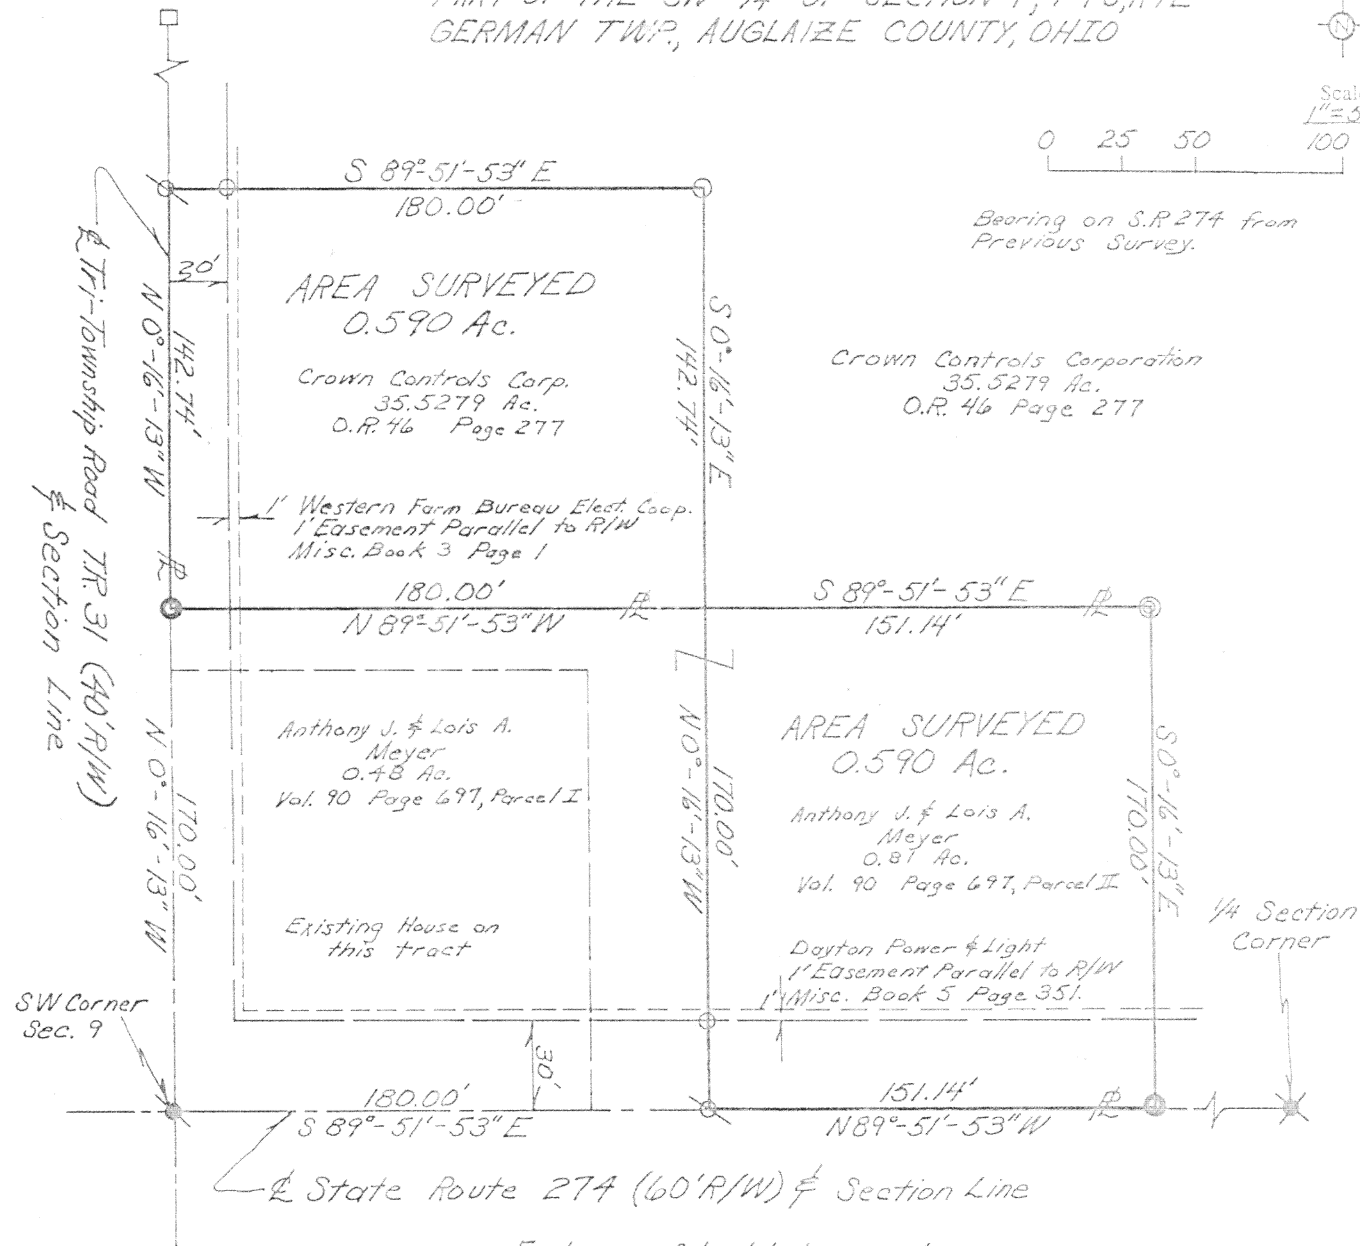 GERMAN TWP., AUGLAIZE COUNTY, OHIO
N
Scale
0 25 50 100
Bearing on S.R 274 from
Previous Survey.
S 89°-51'-53" E
180.00'
30'
AREA SURVEYED
0.590 Ac.
Crown Controls Corp.
35.5279 Ac.
O.R. 46 Page 277
N 0°-16'-13" W
142.74'
S 0°-16'-13" E
142.74'
Crown Controls Corporation
35.5279 Ac.
O.R. 46 Page 277
1' Western Farm Bureau Elect. Coop.
1' Easement Parallel to R/W
Misc. Book 3 Page 1
℄ Tri-Township Road T.R. 31 (40' R/W)
& Section Line
PL
180.00' PL
N 89°-51'-53" W
S 89°-51'-53" E PL
151.14'
Anthony J. & Lois A.
Meyer
0.48 Ac.
Vol. 90 Page 697, Parcel I
N 0°-16'-13" W
170.00'
Existing House on
this tract
N 0°-16'-13" W
170.00'
AREA SURVEYED
0.590 Ac.
Anthony J. & Lois A.
Meyer
0.81 Ac.
Vol. 90 Page 697, Parcel II
S 0°-16'-13" E
170.00'
Dayton Power & Light
1' Easement Parallel to R/W
1' Misc. Book 5 Page 351.
1/4 Section
Corner
SW Corner
Sec. 9
30'
180.00'
S 89°-51'-53" E
151.14' PL
N 89°-51'-53" W
℄ State Route 274 (60' R/W) & Section Line